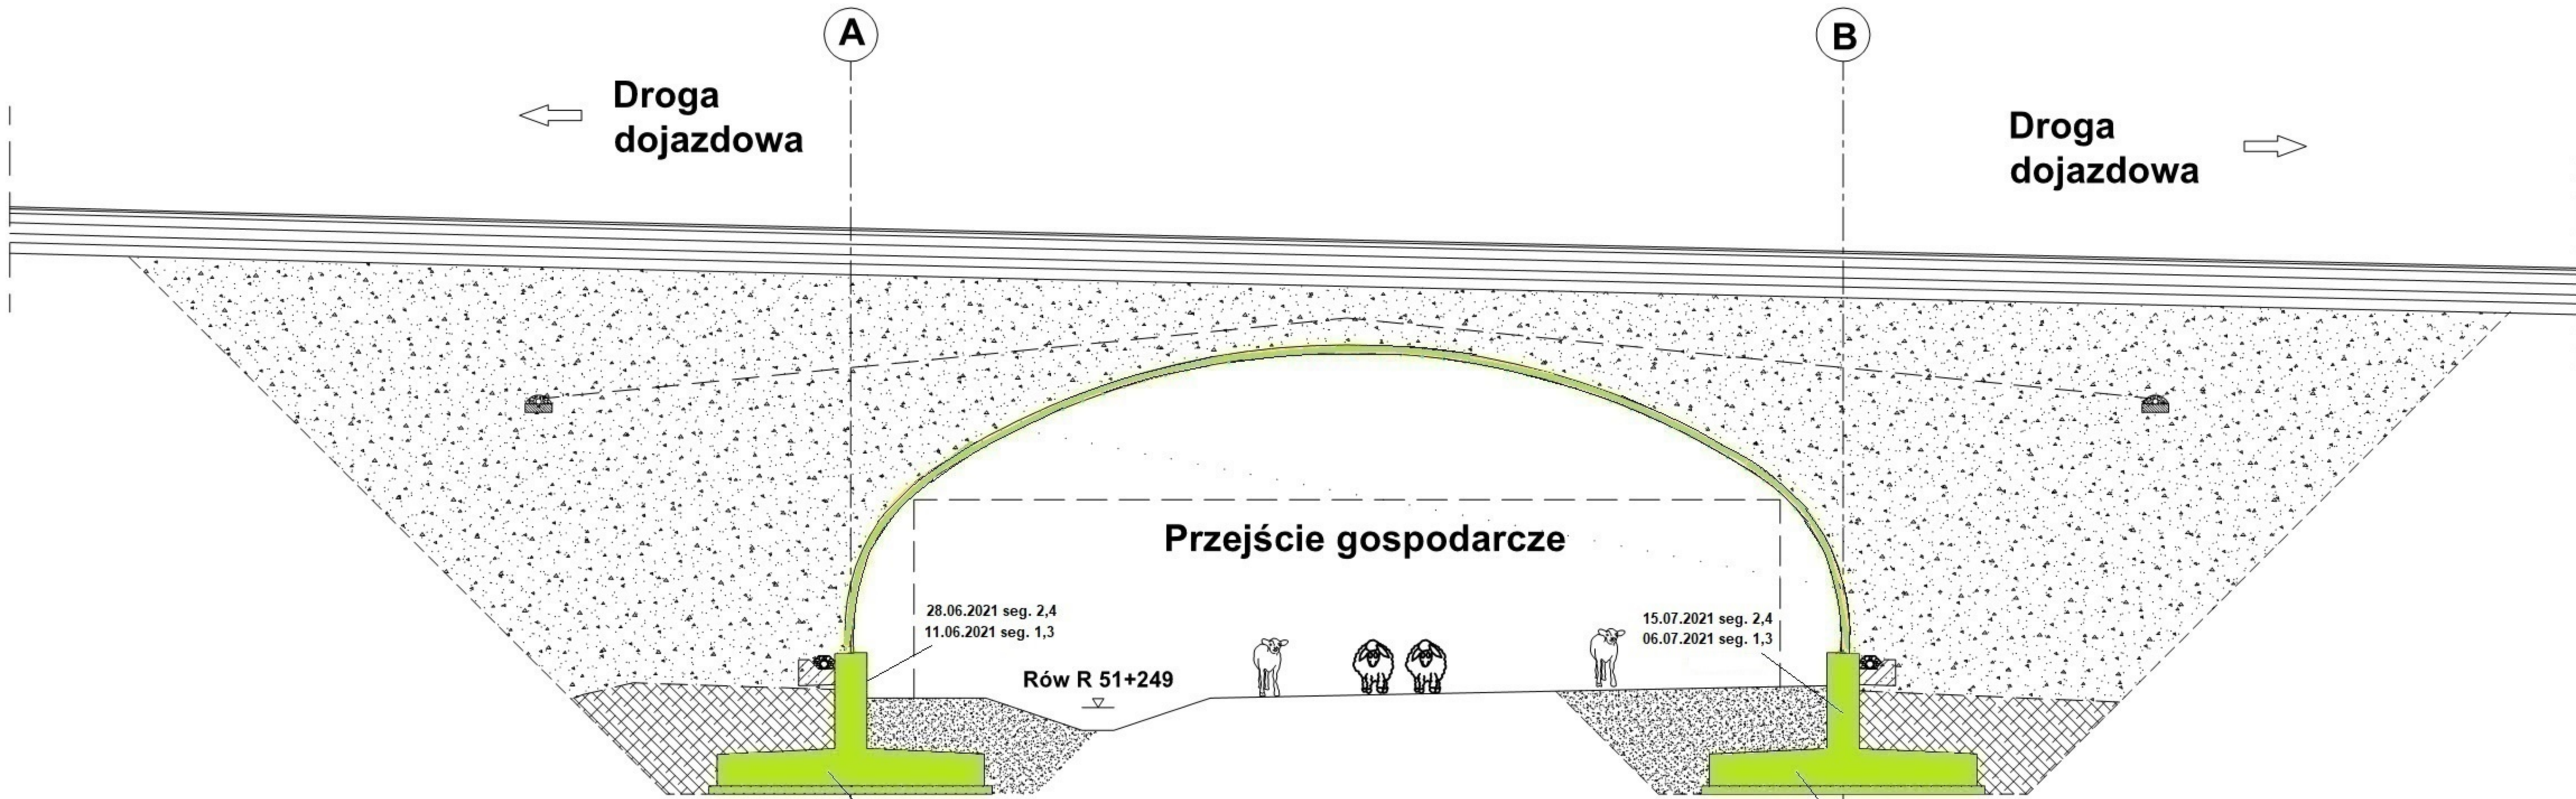 A
B
Droga
dojazdowa
Droga
dojazdowa
Przejście gospodarcze
28.06.2021 seg. 2,4
11.06.2021 seg. 1,3
15.07.2021 seg. 2,4
06.07.2021 seg. 1,3
Rów R 51+249